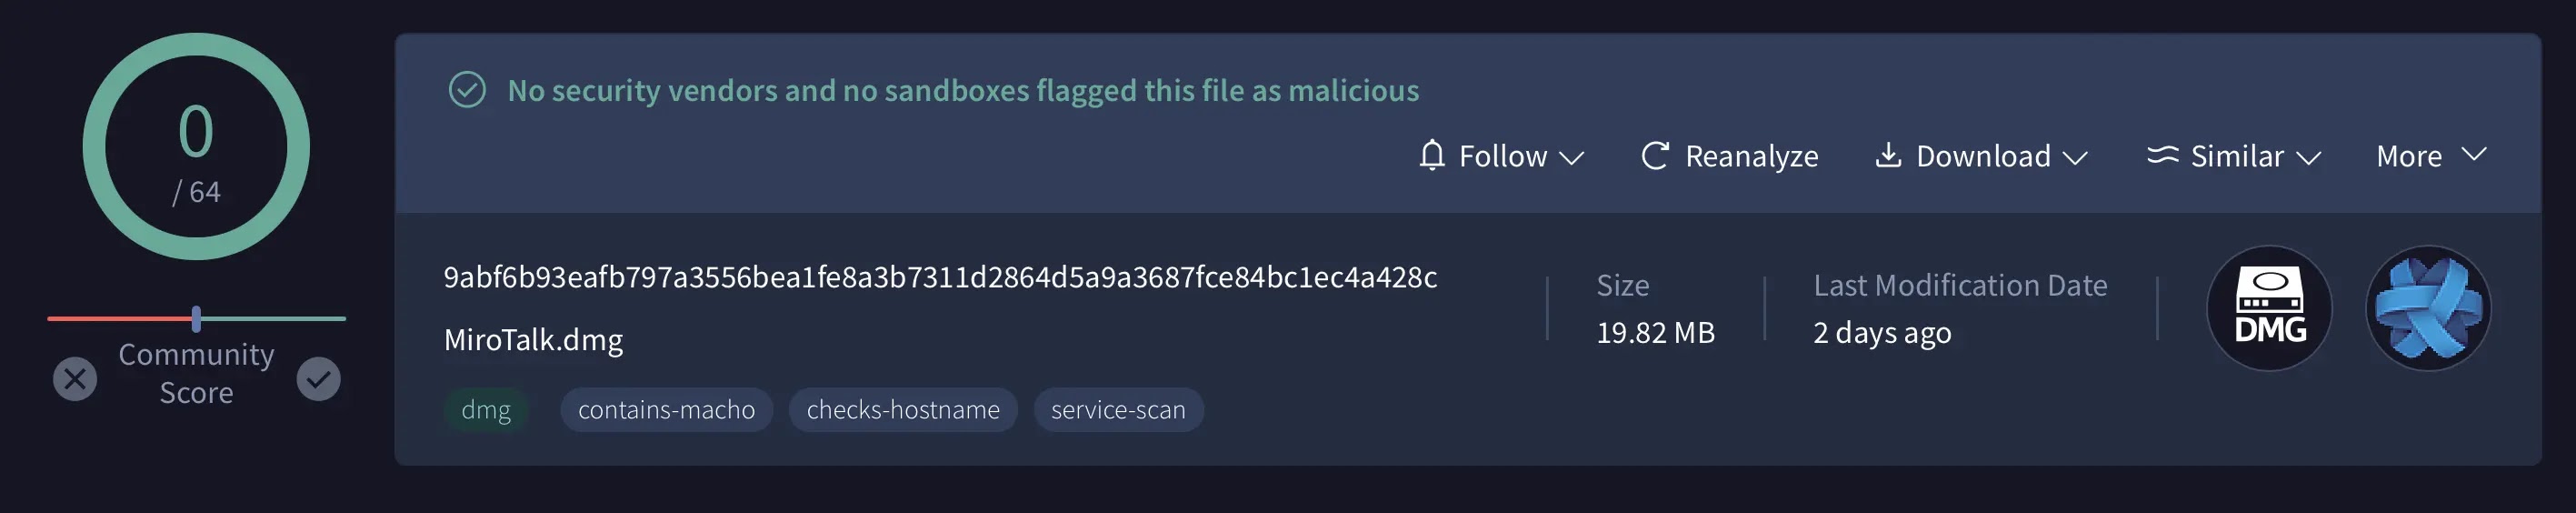 0
/ 64
Community
Score
No security vendors and no sandboxes flagged this file as malicious
Follow
Reanalyze
Download
Similar
More
9abf6b93eafb797a3556bea1fe8a3b7311d2864d5a9a3687fce84bc1ec4a428c
MiroTalk.dmg
dmg
contains-macho
checks-hostname
service-scan
Size
19.82 MB
Last Modification Date
2 days ago
DMG